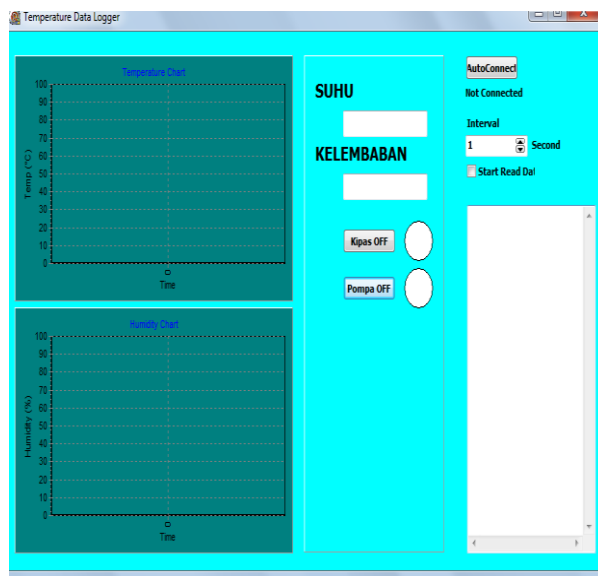 Temperature Data Logger
Temperature Chart
100
90
80
70
60
50
40
30
20
10
0
Temp (°C)
0
Time
Humidity Chart
100
90
80
70
60
50
40
30
20
10
0
Humidity (%)
0
Time
SUHU
KELEMBABAN
Kipas OFF
Pompa OFF
AutoConnect
Not Connected
Interval
1 Second
Start Read Dat